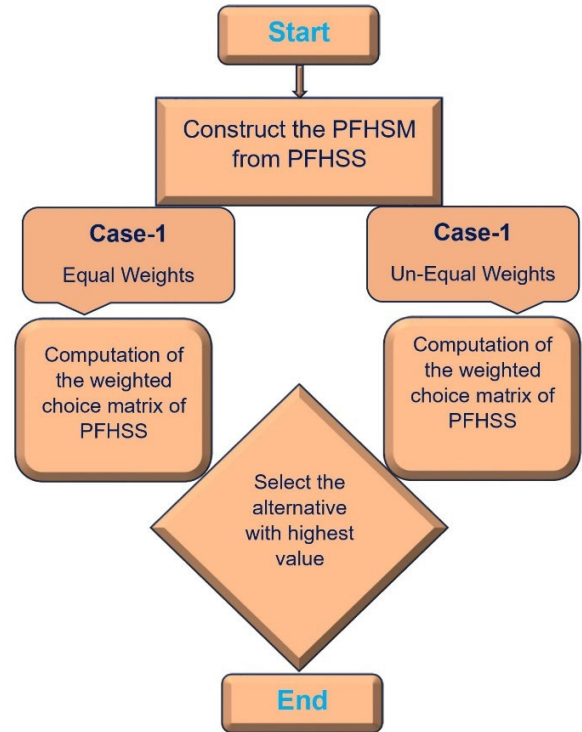 Start
Construct the PFHSM
from PFHSS
Case-1
Equal Weights
Case-1
Un-Equal Weights
Computation of
the weighted
choice matrix of
PFHSS
Computation of
the weighted
choice matrix of
PFHSS
Select the
alternative
with highest
value
End